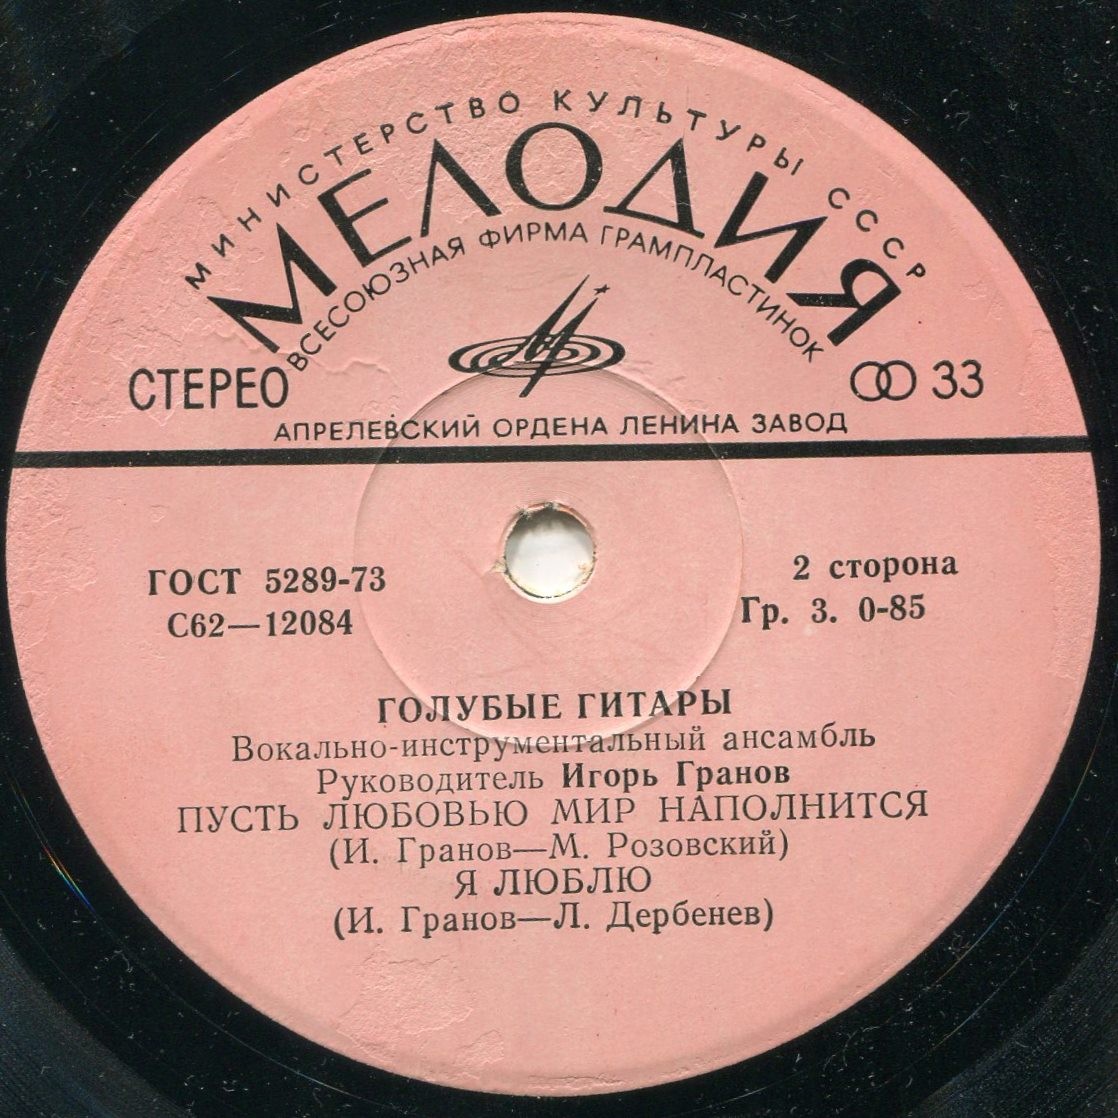 МИНИСТЕРСТВО КУЛЬТУРЫ СССР
МЕЛОДИЯ
ВСЕСОЮЗНАЯ ФИРМА ГРАМПЛАСТИНОК
СТЕРЕО
33
АПРЕЛЕВСКИЙ ОРДЕНА ЛЕНИНА ЗАВОД
ГОСТ 5289-73
2 сторона
С62—12084
Гр. 3. 0-85
ГОЛУБЫЕ ГИТАРЫ
Вокально-инструментальный ансамбль
Руководитель Игорь Гранов
ПУСТЬ ЛЮБОВЬЮ МИР НАПОЛНИТСЯ
(И. Гранов—М. Розовский)
Я ЛЮБЛЮ
(И. Гранов—Л. Дербенев)